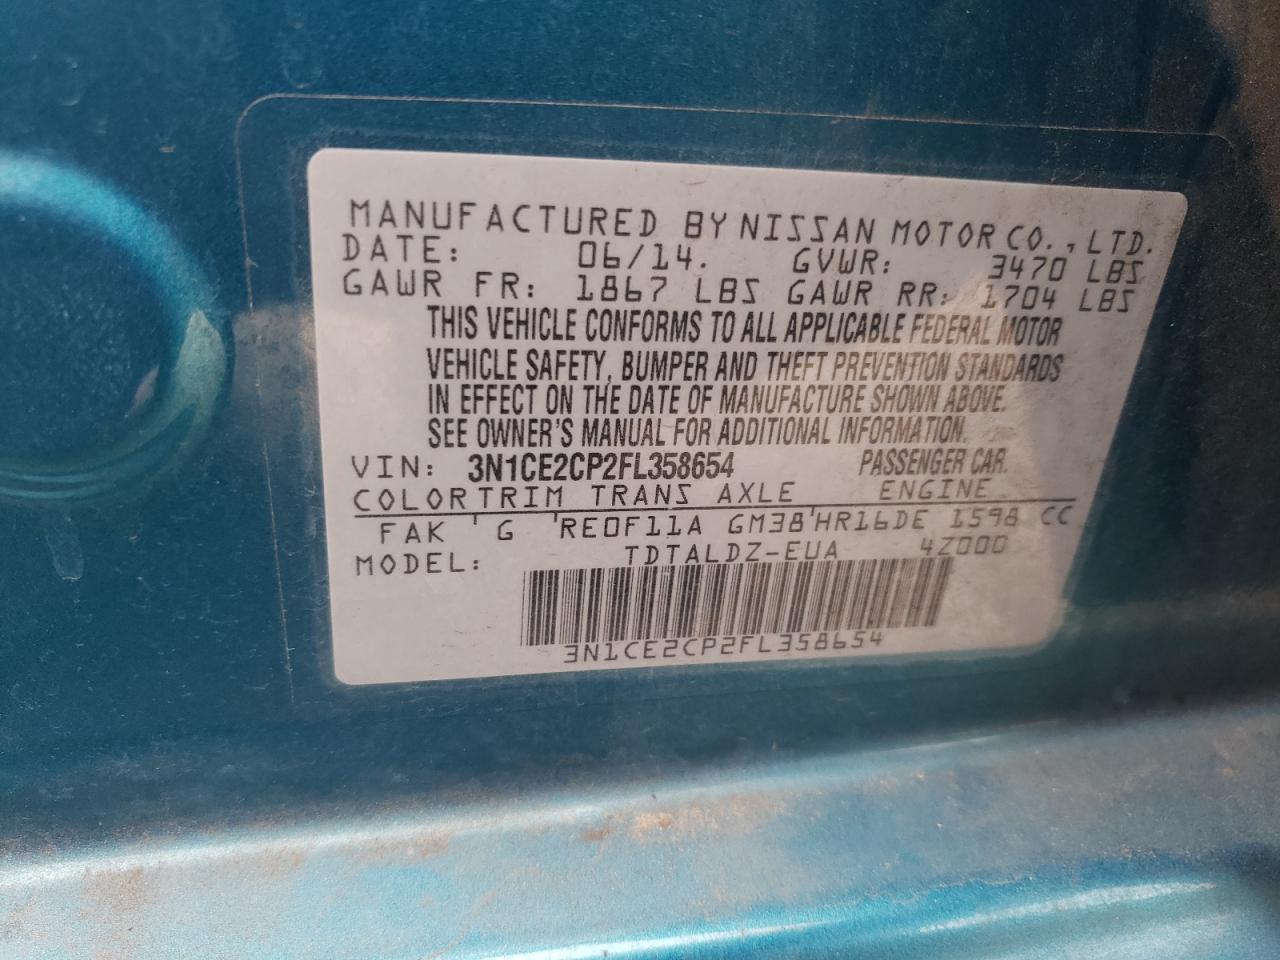 MANUFACTURED BY NISSAN MOTOR CO., LTD.
DATE: 06/14. GVWR: 3470 LBS
GAWR FR: 1867 LBS GAWR RR: 1704 LBS
THIS VEHICLE CONFORMS TO ALL APPLICABLE FEDERAL MOTOR
VEHICLE SAFETY, BUMPER AND THEFT PREVENTION STANDARDS
IN EFFECT ON THE DATE OF MANUFACTURE SHOWN ABOVE.
SEE OWNER'S MANUAL FOR ADDITIONAL INFORMATION.
VIN: 3N1CE2CP2FL358654 PASSENGER CAR.
COLOR TRIM TRANS AXLE ENGINE
FAK G RE0F11A GM38 HR16DE 1598 CC
MODEL: TDTALDZ-EUA 4Z000
3N1CE2CP2FL358654